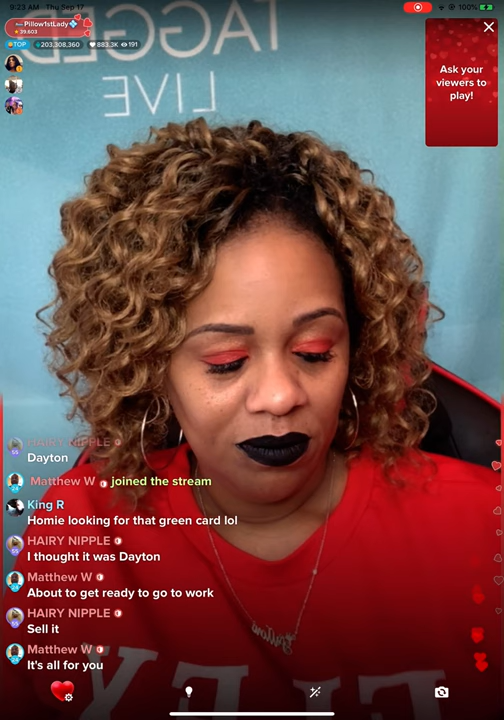 9:23 AM Thu Sep 17
100%
Pillow1stLady
29,603
TOP 203,308,360 883.3K 191
TAGGED
LIVE
Ask your
viewers to
play!
HAIRY NIPPLE
Dayton
Matthew W joined the stream
King R
Homie looking for that green card lol
HAIRY NIPPLE
I thought it was Dayton
Matthew W
About to get ready to go to work
HAIRY NIPPLE
Sell it
Matthew W
It's all for you